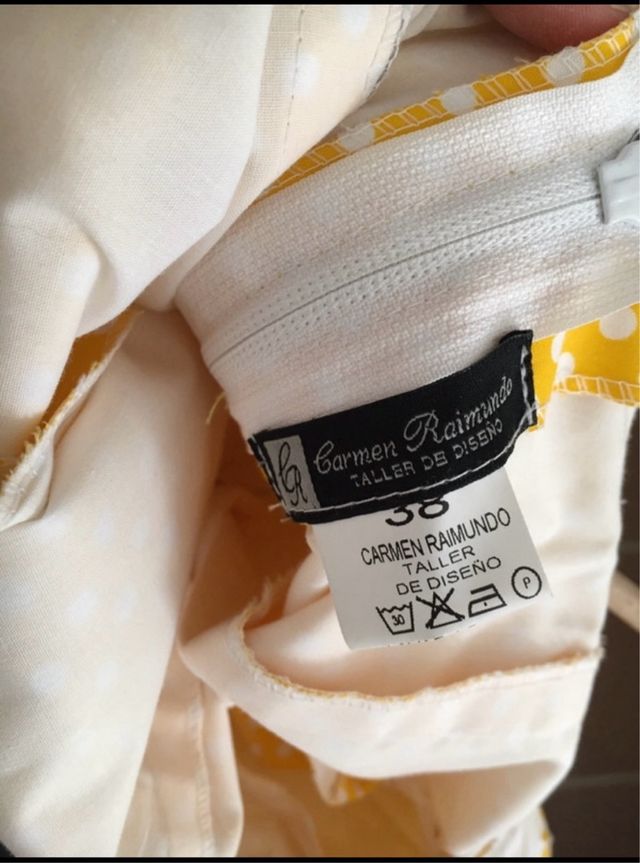 CR
Carmen Raimundo
TALLER DE DISEÑO
38
CARMEN RAIMUNDO
TALLER
DE DISEÑO
30
P